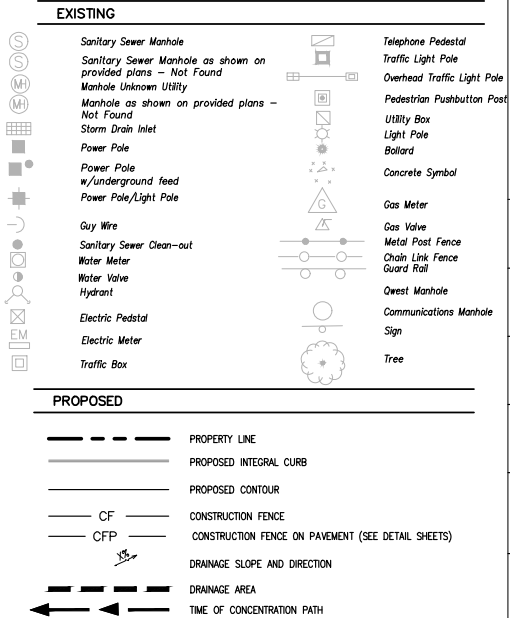 EXISTING
S
Sanitary Sewer Manhole
S
Sanitary Sewer Manhole as shown on
provided plans – Not Found
MH
Manhole Unknown Utility
MH
Manhole as shown on provided plans –
Not Found
Storm Drain Inlet
Power Pole
Power Pole
w/underground feed
Power Pole/Light Pole
Guy Wire
Sanitary Sewer Clean-out
Water Meter
Water Valve
Hydrant
Electric Pedstal
EM
Electric Meter
Traffic Box
Telephone Pedestal
Traffic Light Pole
Overhead Traffic Light Pole
Pedestrian Pushbutton Post
Utility Box
Light Pole
Bollard
Concrete Symbol
G
Gas Meter
Gas Valve
Metal Post Fence
Chain Link Fence
Guard Rail
Qwest Manhole
Communications Manhole
Sign
Tree
PROPOSED
PROPERTY LINE
PROPOSED INTEGRAL CURB
PROPOSED CONTOUR
CF
CONSTRUCTION FENCE
CFP
CONSTRUCTION FENCE ON PAVEMENT (SEE DETAIL SHEETS)
X%
DRAINAGE SLOPE AND DIRECTION
DRAINAGE AREA
TIME OF CONCENTRATION PATH